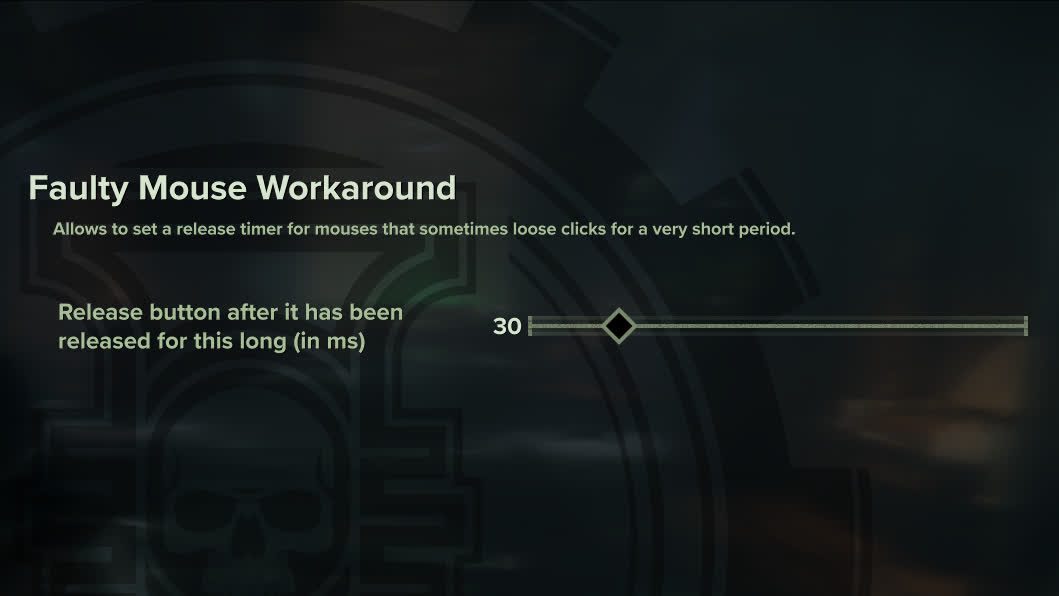 Faulty Mouse Workaround
Allows to set a release timer for mouses that sometimes loose clicks for a very short period.
Release button after it has been
released for this long (in ms)
30